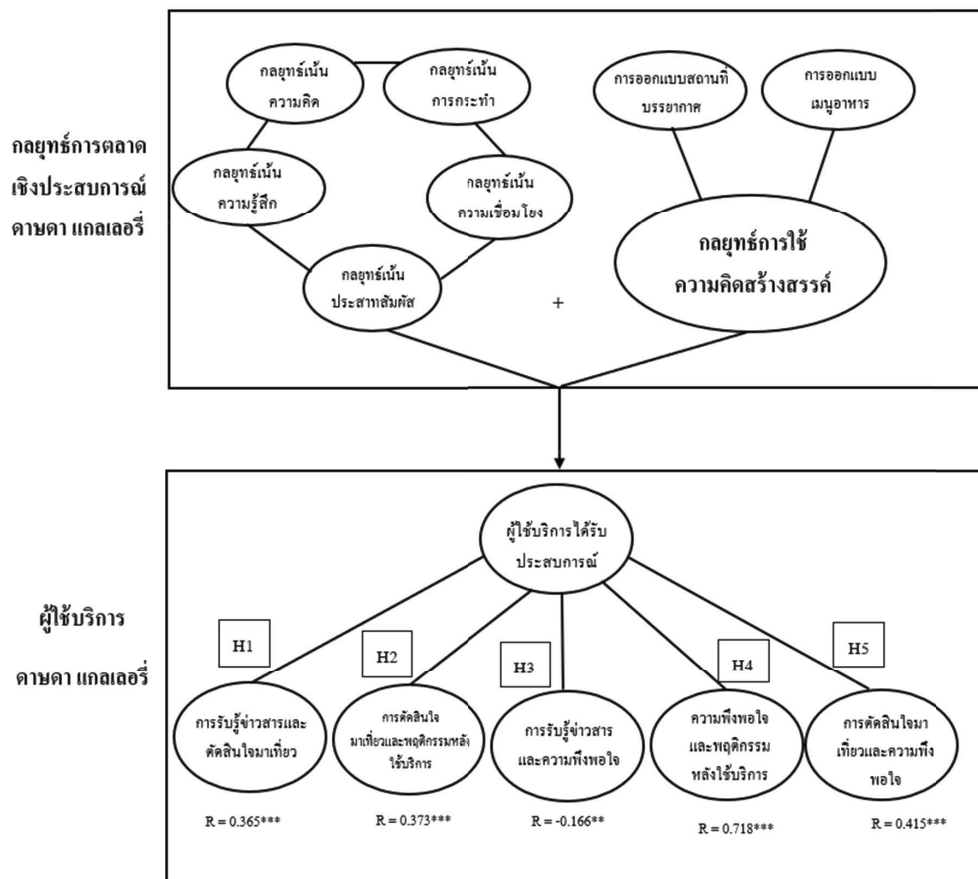 กลยุทธ์การตลาด
เชิงประสบการณ์
ดาษดา แกลเลอรี่
กลยุทธ์เน้น
ความคิด
กลยุทธ์เน้น
การกระทำ
กลยุทธ์เน้น
ความรู้สึก
กลยุทธ์เน้น
ความเชื่อมโยง
กลยุทธ์เน้น
ประสาทสัมผัส
+
การออกแบบสถานที่
บรรยากาศ
การออกแบบ
เมนูอาหาร
กลยุทธ์การใช้
ความคิดสร้างสรรค์
ผู้ใช้บริการ
ดาษดา แกลเลอรี่
ผู้ใช้บริการได้รับ
ประสบการณ์
H1
H2
H3
H4
H5
การรับรู้ข่าวสารและ
ตัดสินใจมาเที่ยว
การตัดสินใจ
มาเที่ยวและพฤติกรรมหลัง
ใช้บริการ
การรับรู้ข่าวสาร
และความพึงพอใจ
ความพึงพอใจ
และพฤติกรรม
หลังใช้บริการ
การตัดสินใจมา
เที่ยวและความพึง
พอใจ
R = 0.365***
R = 0.373***
R = -0.166**
R = 0.718***
R = 0.415***